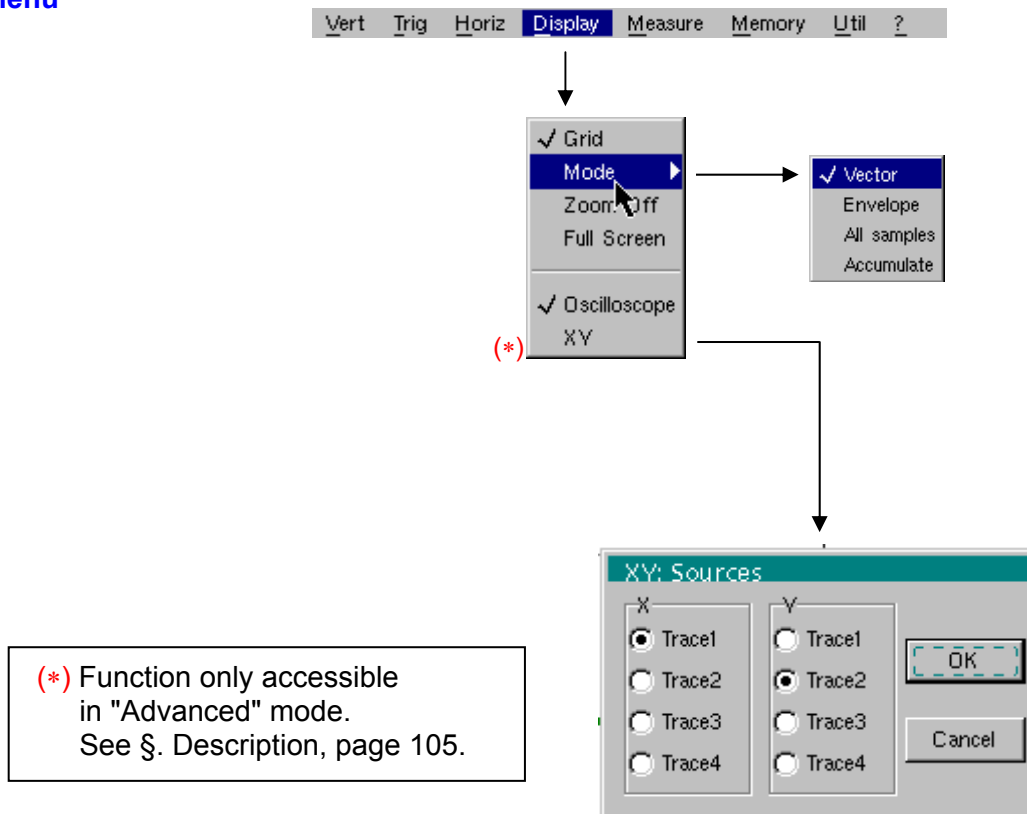 Vert Trig Horiz Display Measure Memory Util ?
✓ Grid
Mode
Zoom Off
Full Screen
✓ Oscilloscope
(*) XY
✓ Vector
Envelope
All samples
Accumulate
XY: Sources
X Y
Trace1 Trace1
Trace2 Trace2
Trace3 Trace3
Trace4 Trace4
OK
Cancel
(*) Function only accessible
in "Advanced" mode.
See §. Description, page 105.